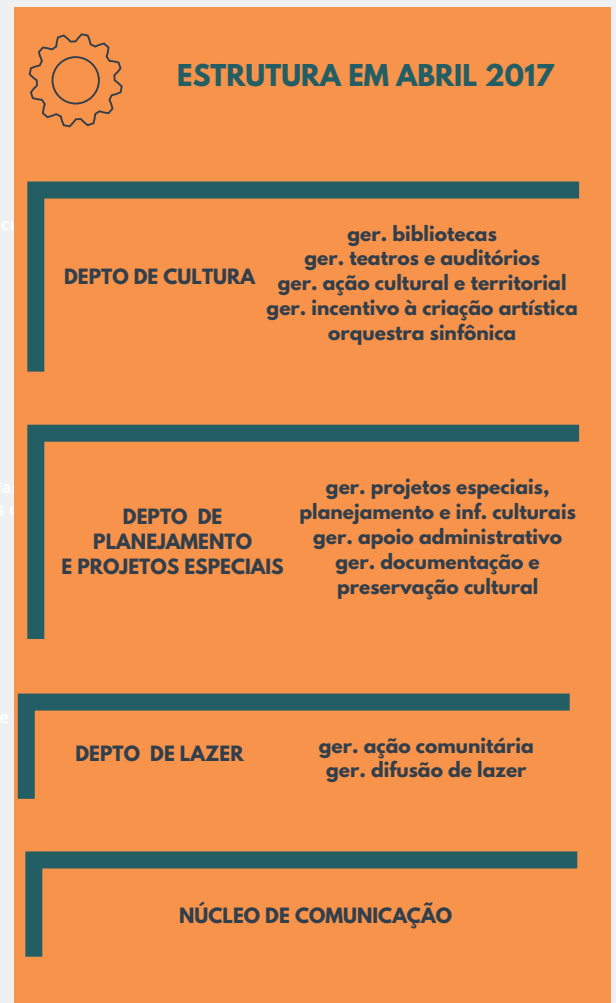 ESTRUTURA EM ABRIL 2017
DEPTO DE CULTURA
ger. bibliotecas
ger. teatros e auditórios
ger. ação cultural e territorial
ger. incentivo à criação artística
orquestra sinfônica
DEPTO DE
PLANEJAMENTO
E PROJETOS ESPECIAIS
ger. projetos especiais,
planejamento e inf. culturais
ger. apoio administrativo
ger. documentação e
preservação cultural
DEPTO DE LAZER
ger. ação comunitária
ger. difusão de lazer
NÚCLEO DE COMUNICAÇÃO